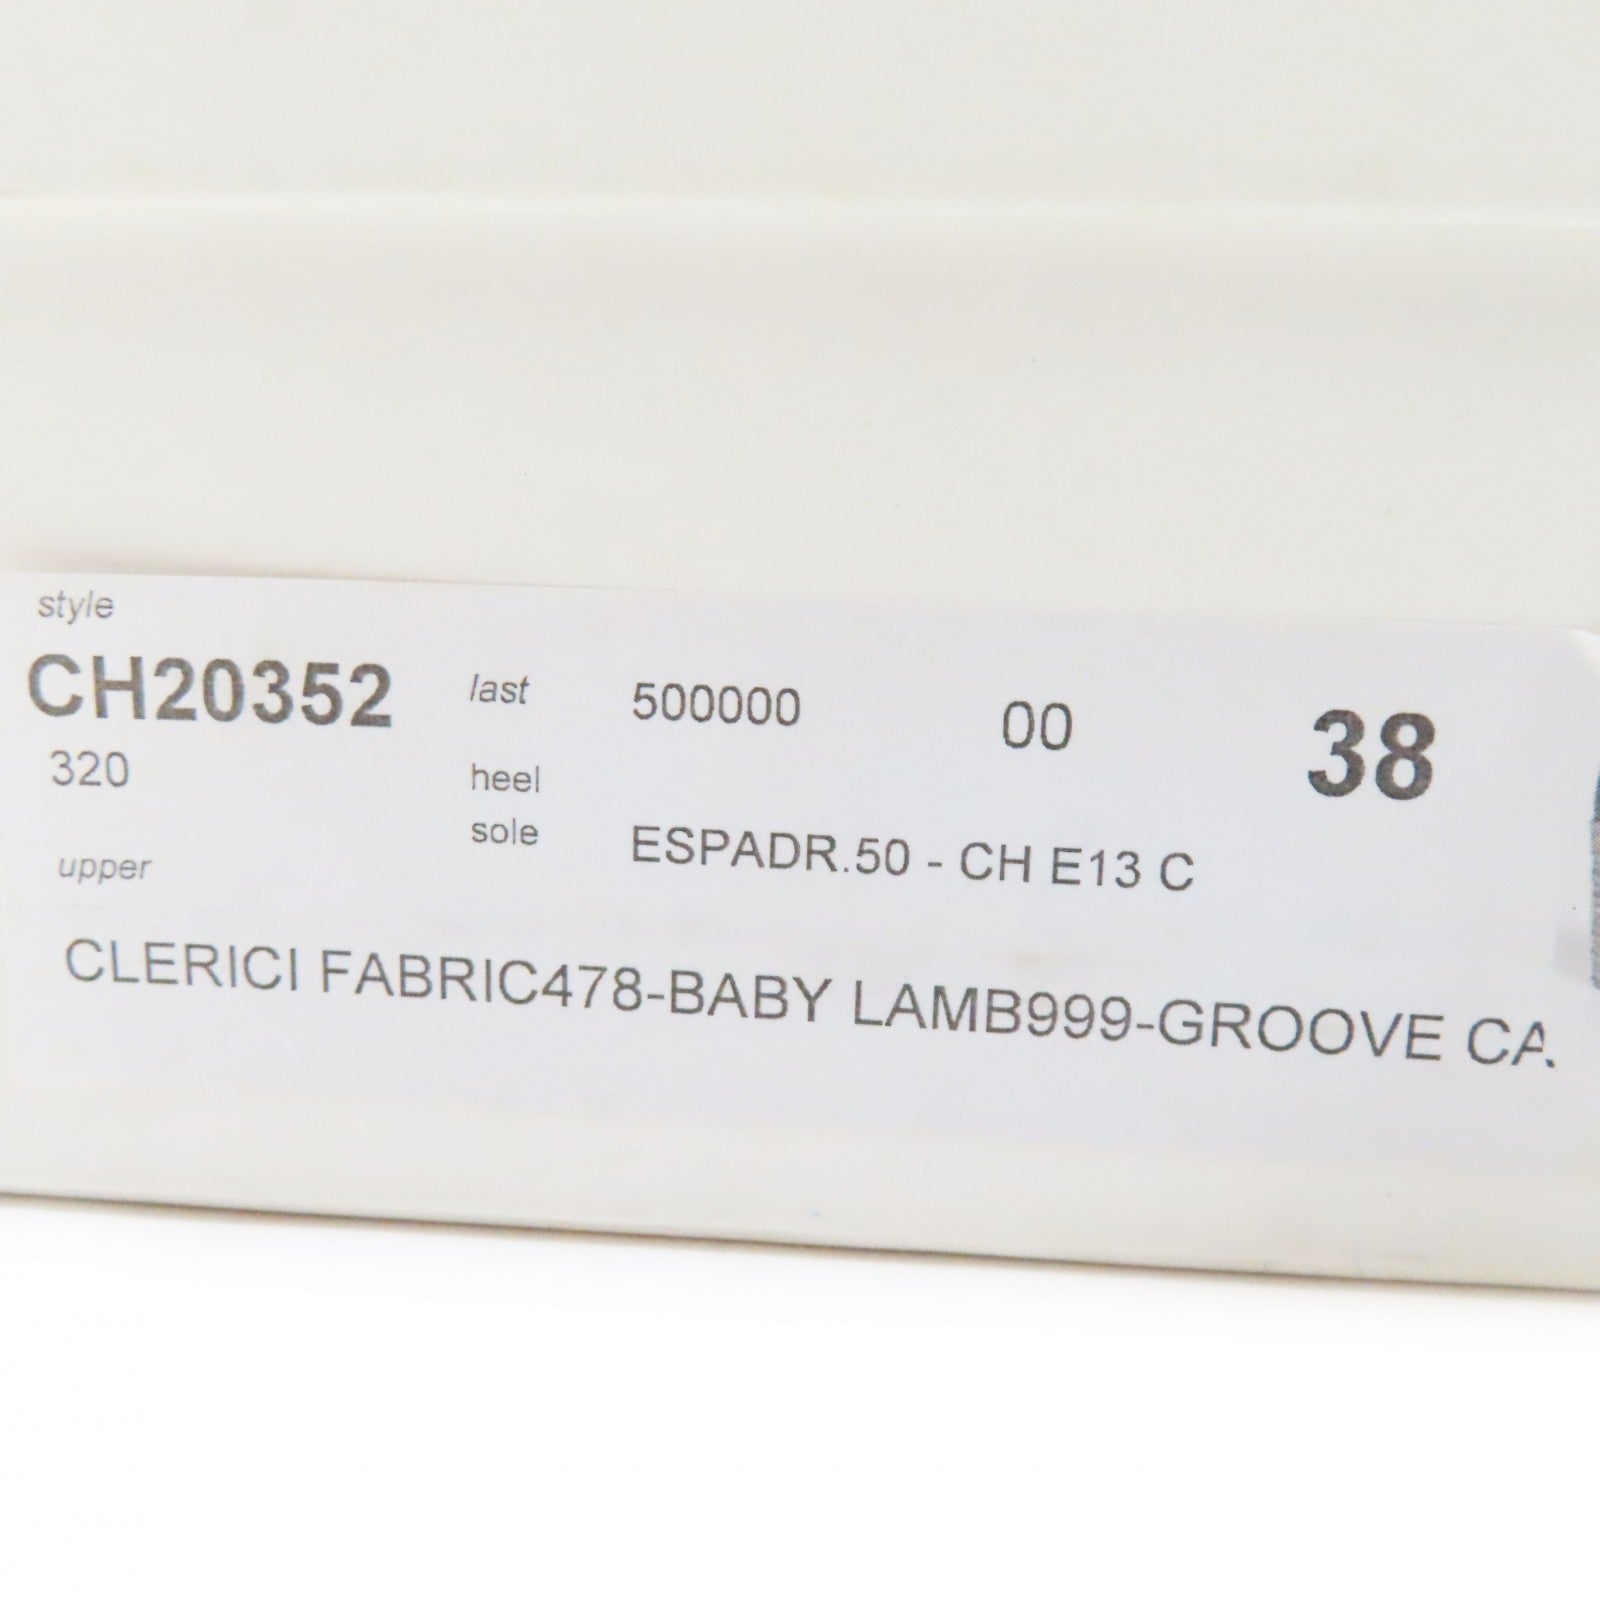 style
CH20352 last 500000 00 38
320 heel
sole ESPADR.50 - CH E13 C
upper
CLERICI FABRIC478-BABY LAMB999-GROOVE CA